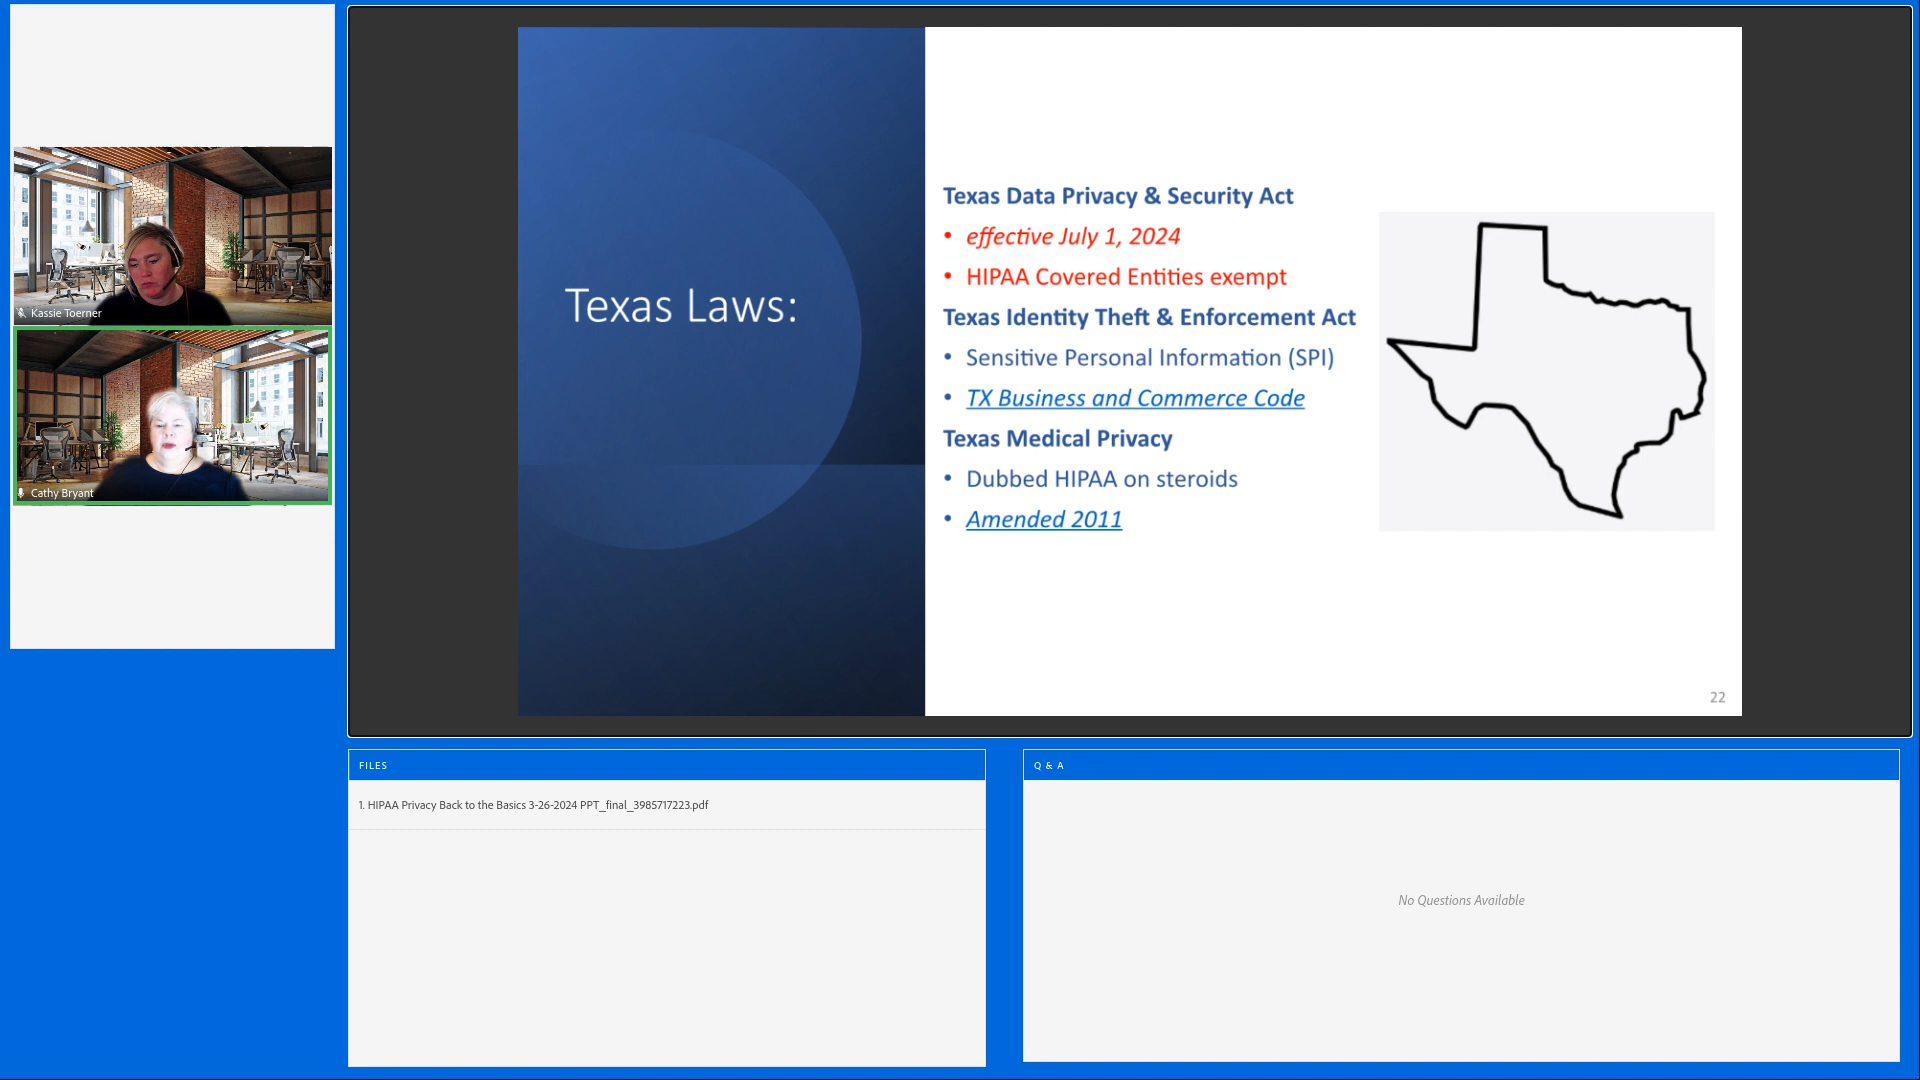 Kassie Toerner
Cathy Bryant
Texas Laws:
Texas Data Privacy & Security Act
• effective July 1, 2024
• HIPAA Covered Entities exempt
Texas Identity Theft & Enforcement Act
• Sensitive Personal Information (SPI)
• TX Business and Commerce Code
Texas Medical Privacy
• Dubbed HIPAA on steroids
• Amended 2011
22
FILES
1. HIPAA Privacy Back to the Basics 3-26-2024 PPT_final_3985717223.pdf
Q & A
No Questions Available